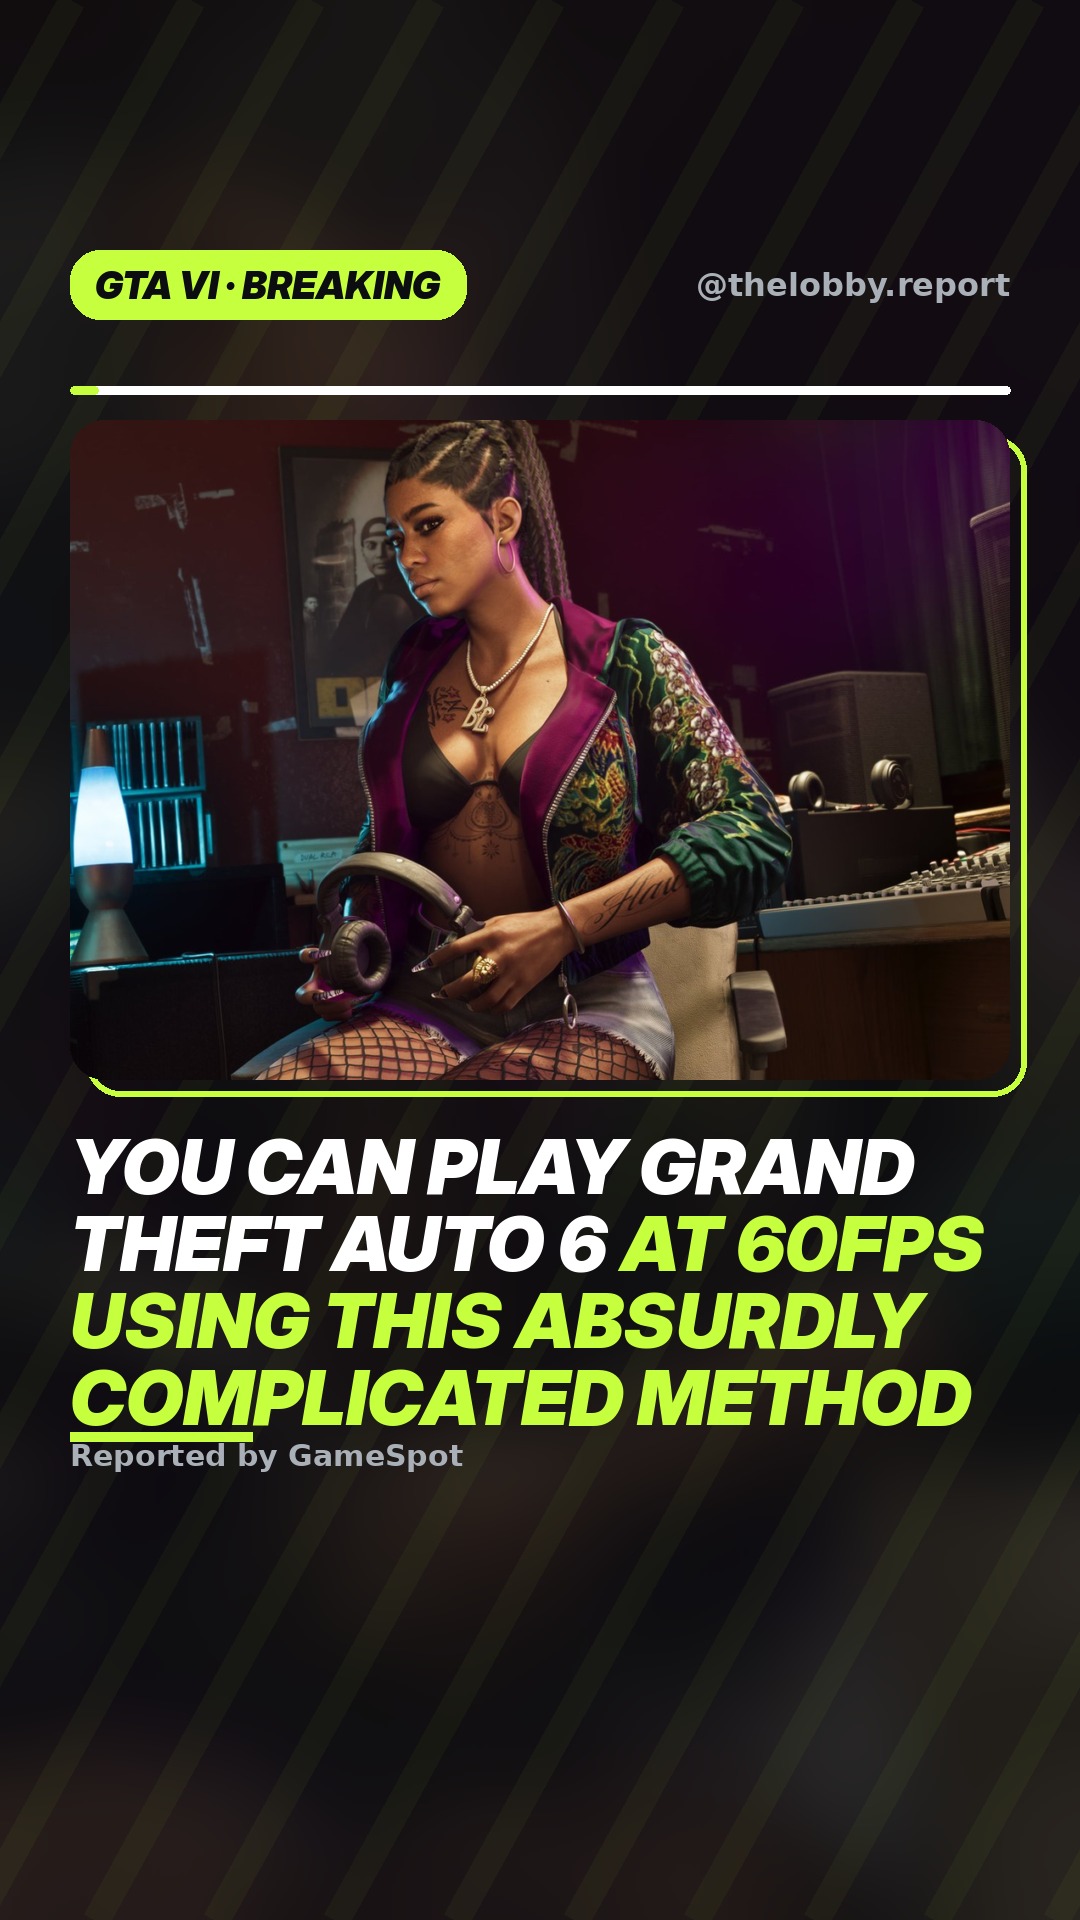 GTA VI · BREAKING
@thelobby.report
BC
YOU CAN PLAY GRAND
THEFT AUTO 6 AT 60FPS
USING THIS ABSURDLY
COMPLICATED METHOD
Reported by GameSpot